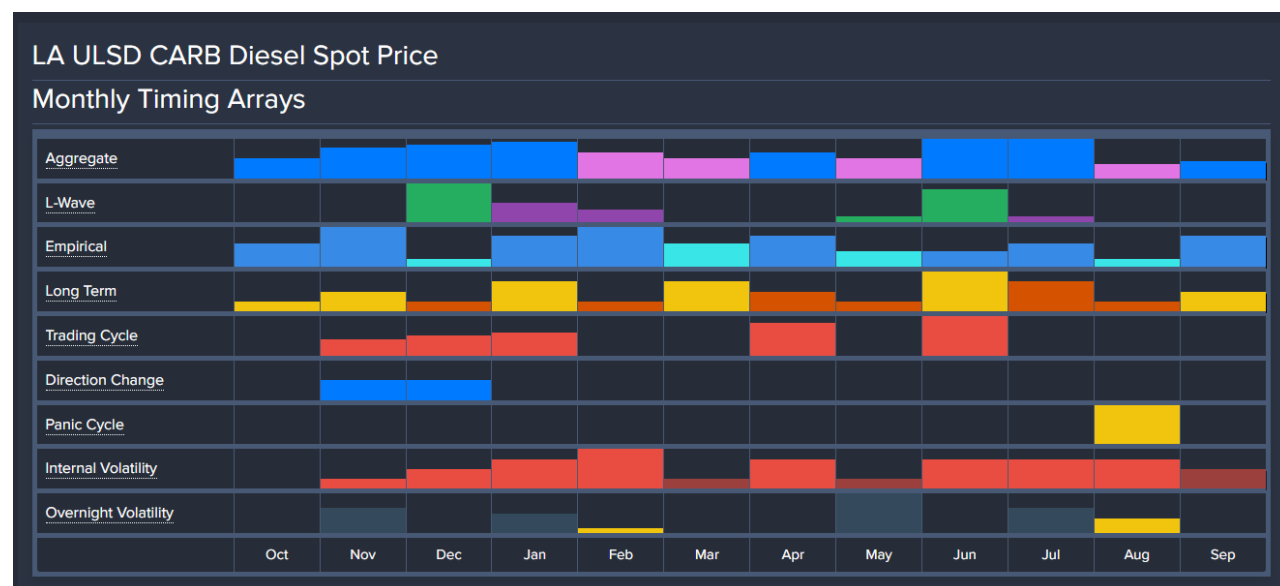 LA ULSD CARB Diesel Spot Price
Monthly Timing Arrays
Aggregate
L-Wave
Empirical
Long Term
Trading Cycle
Direction Change
Panic Cycle
Internal Volatility
Overnight Volatility
Oct Nov Dec Jan Feb Mar Apr May Jun Jul Aug Sep